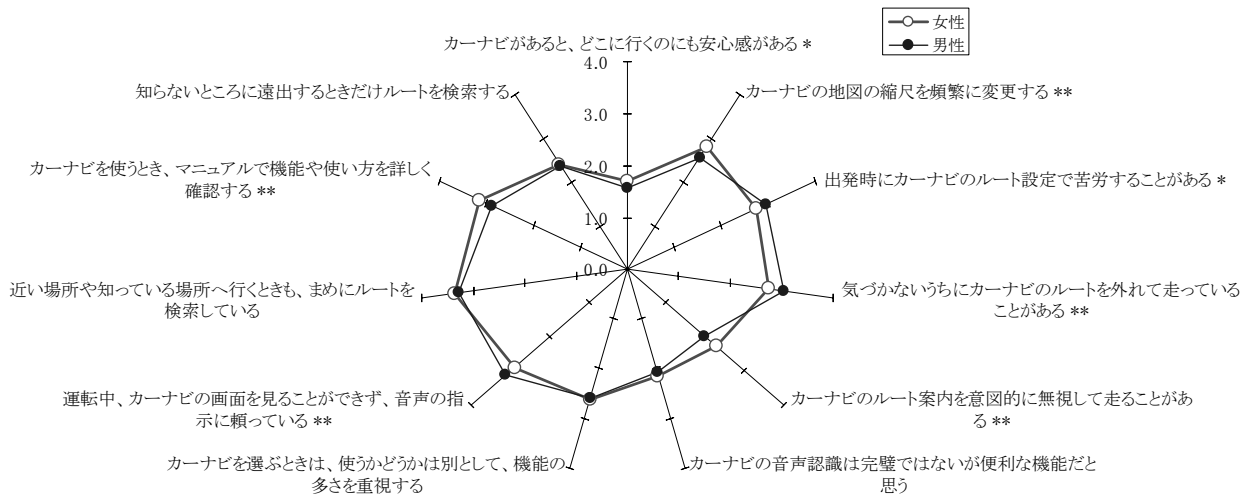 女性
男性
カーナビがあると、どこに行くのにも安心感がある *
カーナビの地図の縮尺を頻繁に変更する **
出発時にカーナビのルート設定で苦労することがある *
気づかないうちにカーナビのルートを外れて走っている
ことがある **
カーナビのルート案内を意図的に無視して走ることがあ
る **
カーナビの音声認識は完璧ではないが便利な機能だと
思う
カーナビを選ぶときは、使うかどうかは別として、機能の
多さを重視する
運転中、カーナビの画面を見ることができず、音声の指
示に頼っている **
近い場所や知っている場所へ行くときも、まめにルートを
検索している
カーナビを使うとき、マニュアルで機能や使い方を詳しく
確認する **
知らないところに遠出するときだけルートを検索する
4.0
3.0
2.0
1.0
0.0